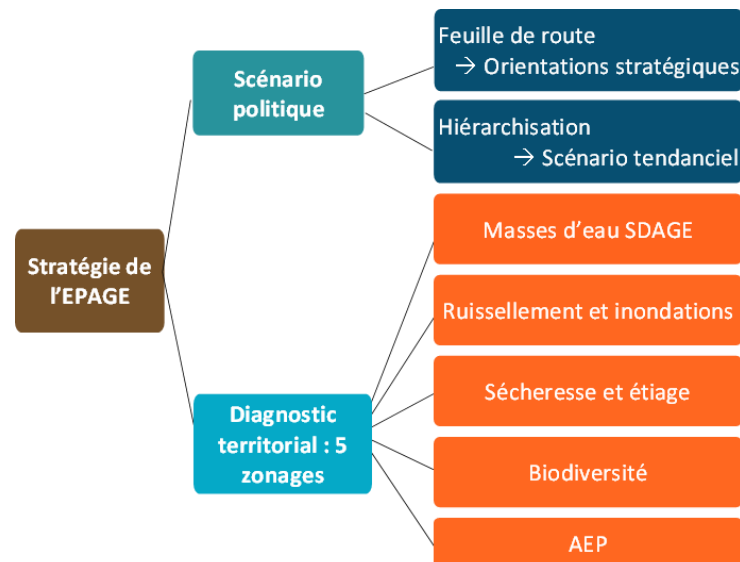 Feuille de route
→ Orientations stratégiques
Scénario
politique
Hiérarchisation
→ Scénario tendanciel
Masses d'eau SDAGE
Stratégie de
l'EPAGE
Ruissellement et inondations
Sécheresse et étiage
Diagnostic
territorial : 5
zonages
Biodiversité
AEP